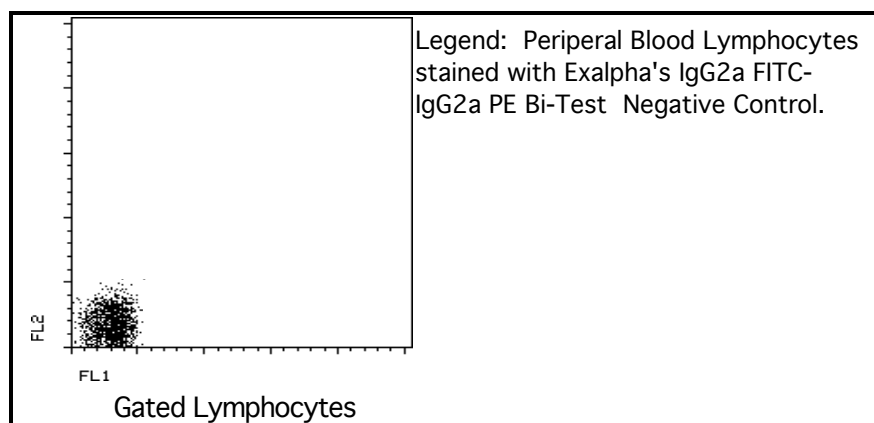 Legend:  Periperal Blood Lymphocytes
stained with Exalpha's IgG2a FITC-
IgG2a PE Bi-Test  Negative Control.
FL2
FL1
Gated Lymphocytes